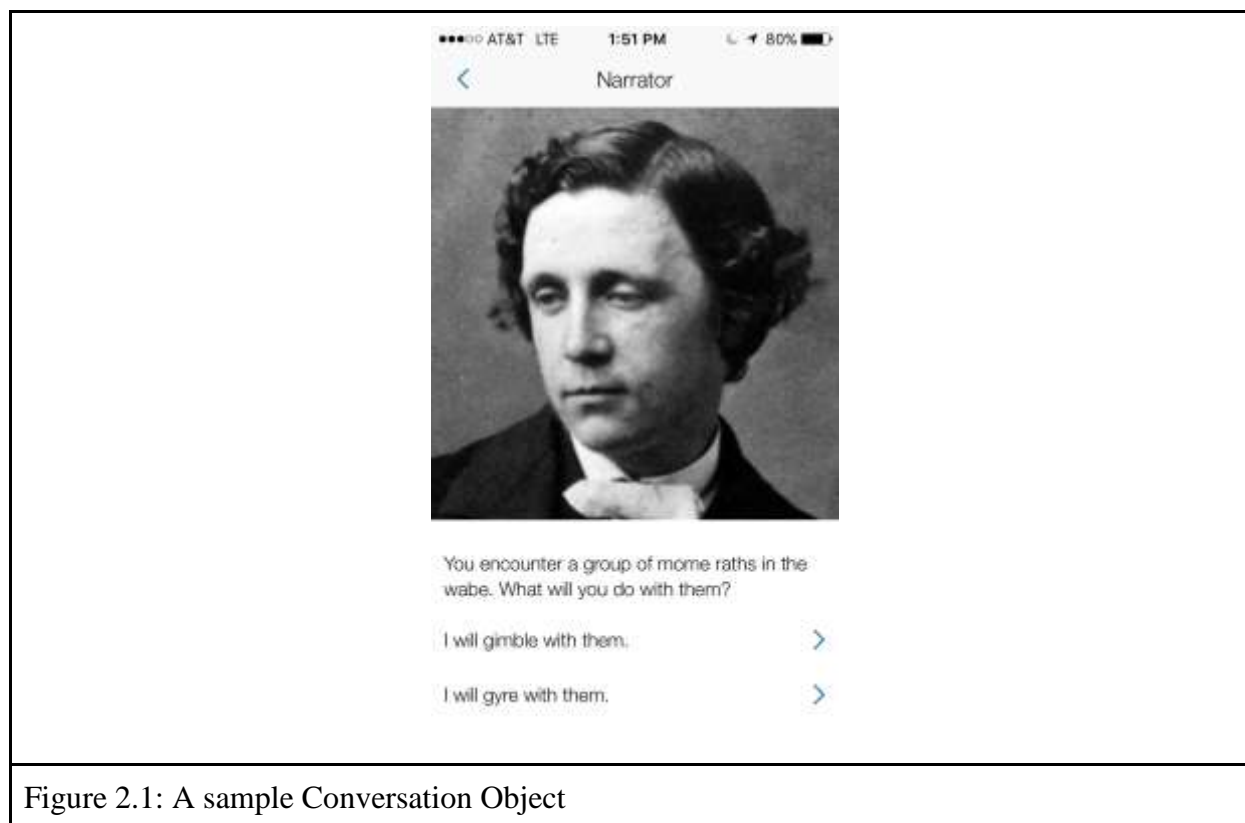 AT&T LTE 1:51 PM 80%
Narrator
You encounter a group of mome raths in the
wabe. What will you do with them?
I will gimble with them.
I will gyre with them.
Figure 2.1: A sample Conversation Object